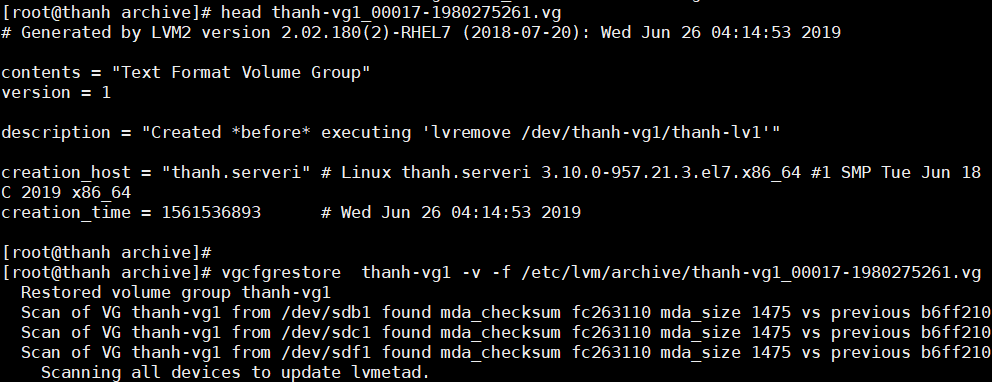 [root@thanh archive]# head thanh-vg1_00017-1980275261.vg
# Generated by LVM2 version 2.02.180(2)-RHEL7 (2018-07-20): Wed Jun 26 04:14:53 2019
contents = "Text Format Volume Group"
version = 1
description = "Created *before* executing 'lvremove /dev/thanh-vg1/thanh-lv1'"
creation_host = "thanh.serveri" # Linux thanh.serveri 3.10.0-957.21.3.el7.x86_64 #1 SMP Tue Jun 18
C 2019 x86_64
creation_time = 1561536893      # Wed Jun 26 04:14:53 2019
[root@thanh archive]#
[root@thanh archive]# vgcfgrestore  thanh-vg1 -v -f /etc/lvm/archive/thanh-vg1_00017-1980275261.vg
  Restored volume group thanh-vg1
  Scan of VG thanh-vg1 from /dev/sdb1 found mda_checksum fc263110 mda_size 1475 vs previous b6ff210
  Scan of VG thanh-vg1 from /dev/sdc1 found mda_checksum fc263110 mda_size 1475 vs previous b6ff210
  Scan of VG thanh-vg1 from /dev/sdf1 found mda_checksum fc263110 mda_size 1475 vs previous b6ff210
    Scanning all devices to update lvmetad.